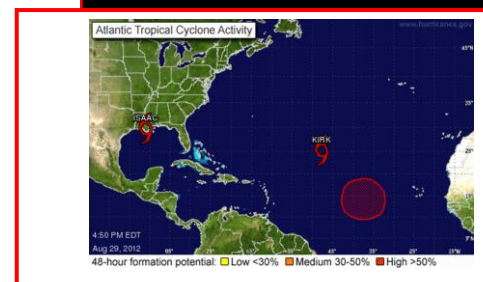 Atlantic Tropical Cyclone Activity
www.hurricanes.gov
ISAAC
KIRK
4:50 PM EDT
Aug 29, 2012
48-hour formation potential: Low <30% Medium 30-50% High >50%